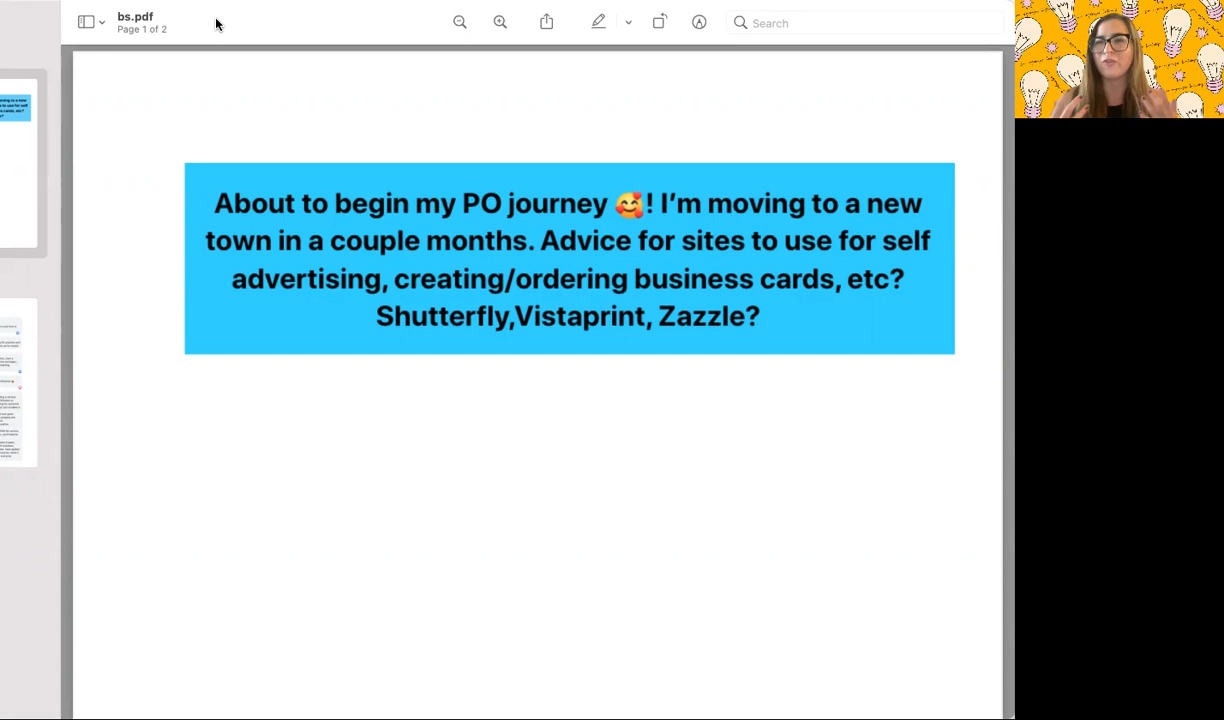 bs.pdf
Page 1 of 2
Search
About to begin my PO journey 🥰! I'm moving to a new
town in a couple months. Advice for sites to use for self
advertising, creating/ordering business cards, etc?
Shutterfly,Vistaprint, Zazzle?